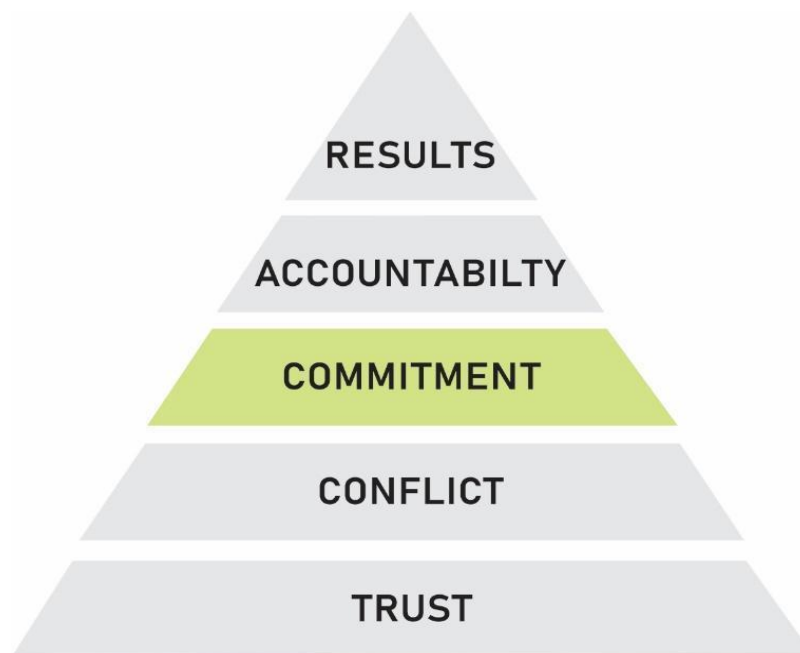 RESULTS
ACCOUNTABILTY
COMMITMENT
CONFLICT
TRUST